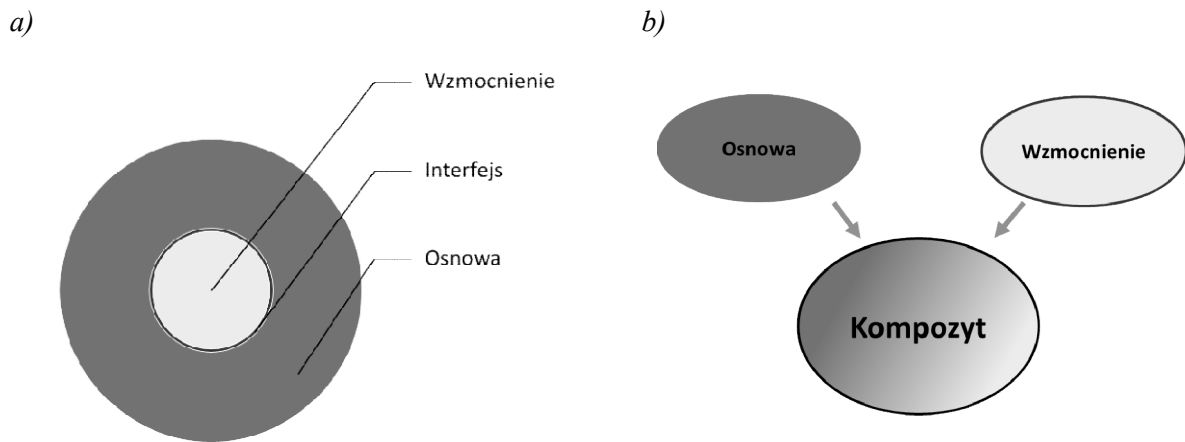 a)
Wzmocnienie
Interfejs
Osnowa
b)
Osnowa
Wzmocnienie
Kompozyt